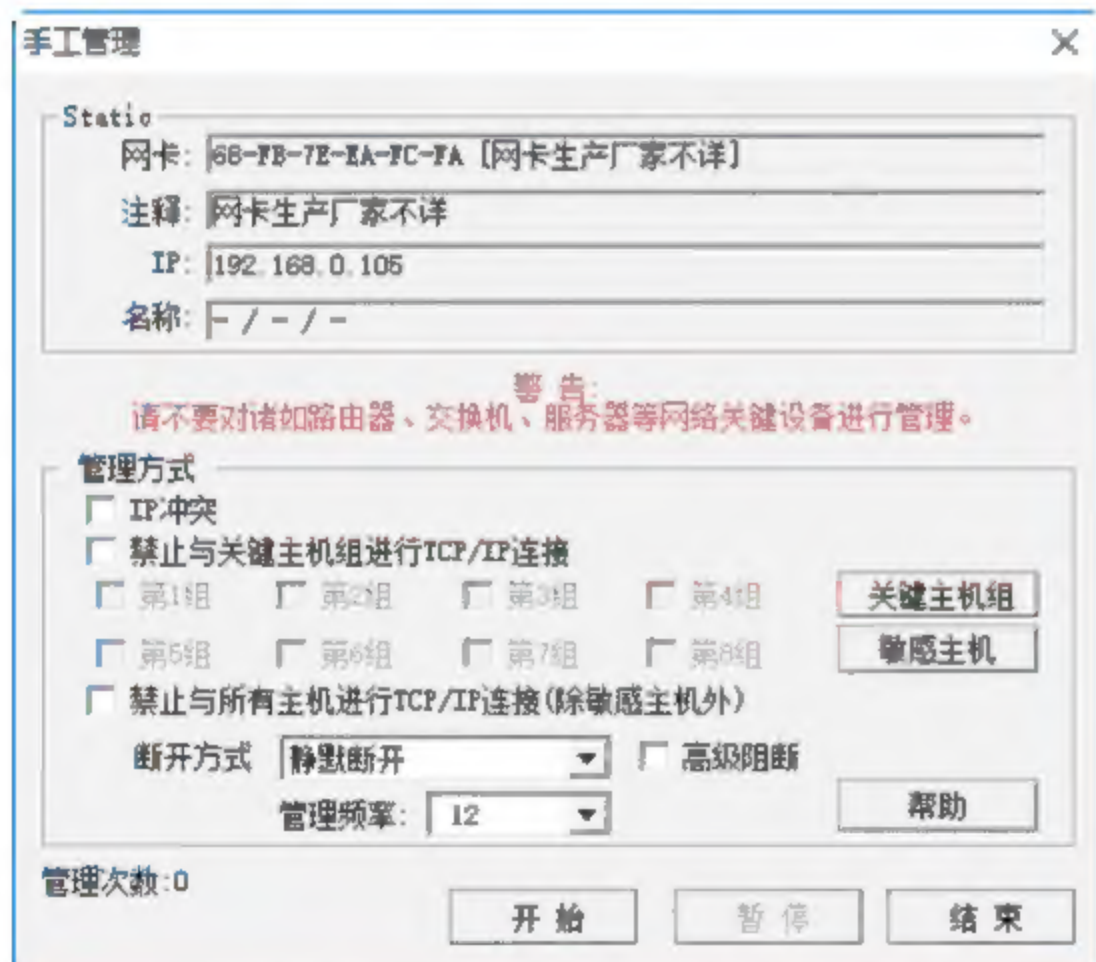 手工管理
Static
网卡: 68-FB-7E-EA-FC-FA [网卡生产厂家不详]
注释: 网卡生产厂家不详
IP: 192.168.0.105
名称: - / - / -
警 告:
请不要对诸如路由器、交换机、服务器等网络关键设备进行管理。
管理方式
IP冲突
禁止与关键主机组进行TCP/IP连接
第1组 第2组 第3组 第4组 关键主机组
第5组 第6组 第7组 第8组 敏感主机
禁止与所有主机进行TCP/IP连接(除敏感主机外)
断开方式 静默断开 高级阻断
管理频率: 12 帮助
管理次数:0
开 始 暂 停 结 束